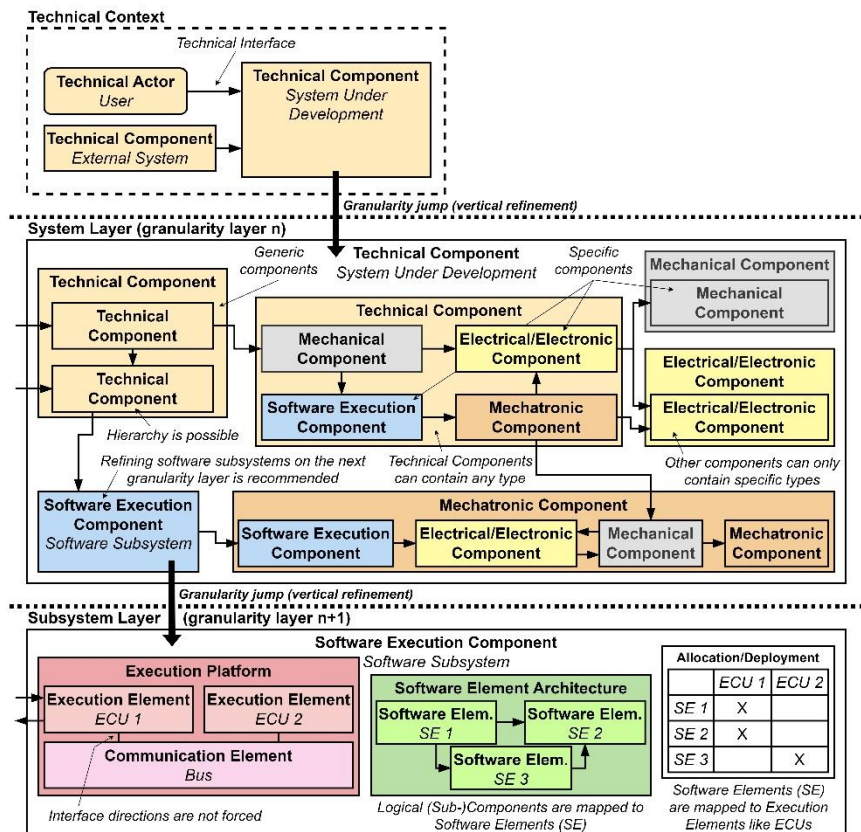 Technical Context
Technical Interface
Technical Actor
User
Technical Component
System Under
Development
Technical Component
External System
Granularity jump (vertical refinement)
System Layer (granularity layer n)
Generic
components
Technical Component
System Under Development
Specific
components
Technical Component
Technical
Component
Technical
Component
Hierarchy is possible
Technical Component
Mechanical
Component
Electrical/Electronic
Component
Software Execution
Component
Mechatronic
Component
Mechanical Component
Mechanical
Component
Electrical/Electronic
Component
Electrical/Electronic
Component
Refining software subsystems on the next
granularity layer is recommended
Technical Components
can contain any type
Other components can only
contain specific types
Software Execution
Component
Software Subsystem
Mechatronic Component
Software Execution
Component
Electrical/Electronic
Component
Mechanical
Component
Mechatronic
Component
Granularity jump (vertical refinement)
Subsystem Layer (granularity layer n+1)
Software Execution Component
Software Subsystem
Execution Platform
Execution Element
ECU 1
Execution Element
ECU 2
Communication Element
Bus
Interface directions are not forced
Software Element Architecture
Software Elem.
SE 1
Software Elem.
SE 2
Software Elem.
SE 3
Logical (Sub-)Components are mapped to
Software Elements (SE)
Allocation/Deployment
ECU 1 ECU 2
SE 1 X
SE 2 X
SE 3 X
Software Elements (SE)
are mapped to Execution
Elements like ECUs